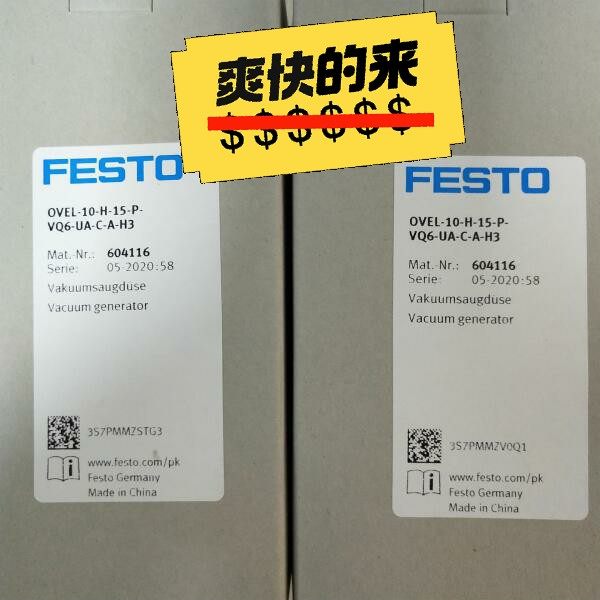 爽快的来
$$$$$$
FESTO
OVEL-10-H-15-P-
VQ6-UA-C-A-H3
Mat.-Nr.: 604116
Serie: 05-2020:58
Vakuumsaugdüse
Vacuum generator
3S7PMMZSTG3
www.festo.com/pk
Festo Germany
Made in China
FESTO
OVEL-10-H-15-P-
VQ6-UA-C-A-H3
Mat.-Nr.: 604116
Serie: 05-2020:58
Vakuumsaugdüse
Vacuum generator
3S7PMMZV0Q1
www.festo.com/pk
Festo Germany
Made in China